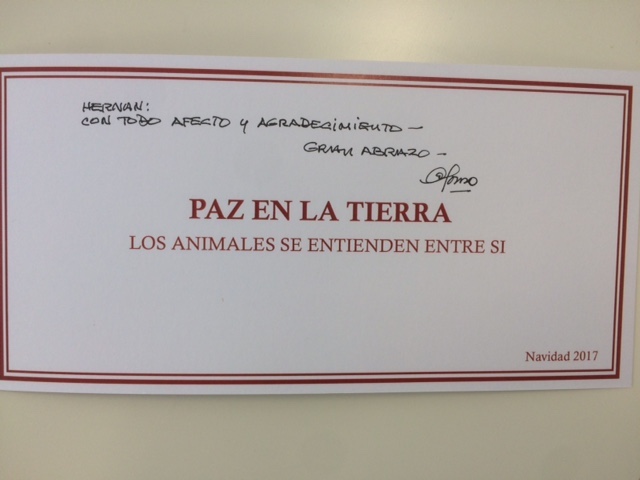 HERNAN:
CON TODO AFECTO Y AGRADECIMIENTO —
GRAN ABRAZO —
PAZ EN LA TIERRA
LOS ANIMALES SE ENTIENDEN ENTRE SI
Navidad 2017